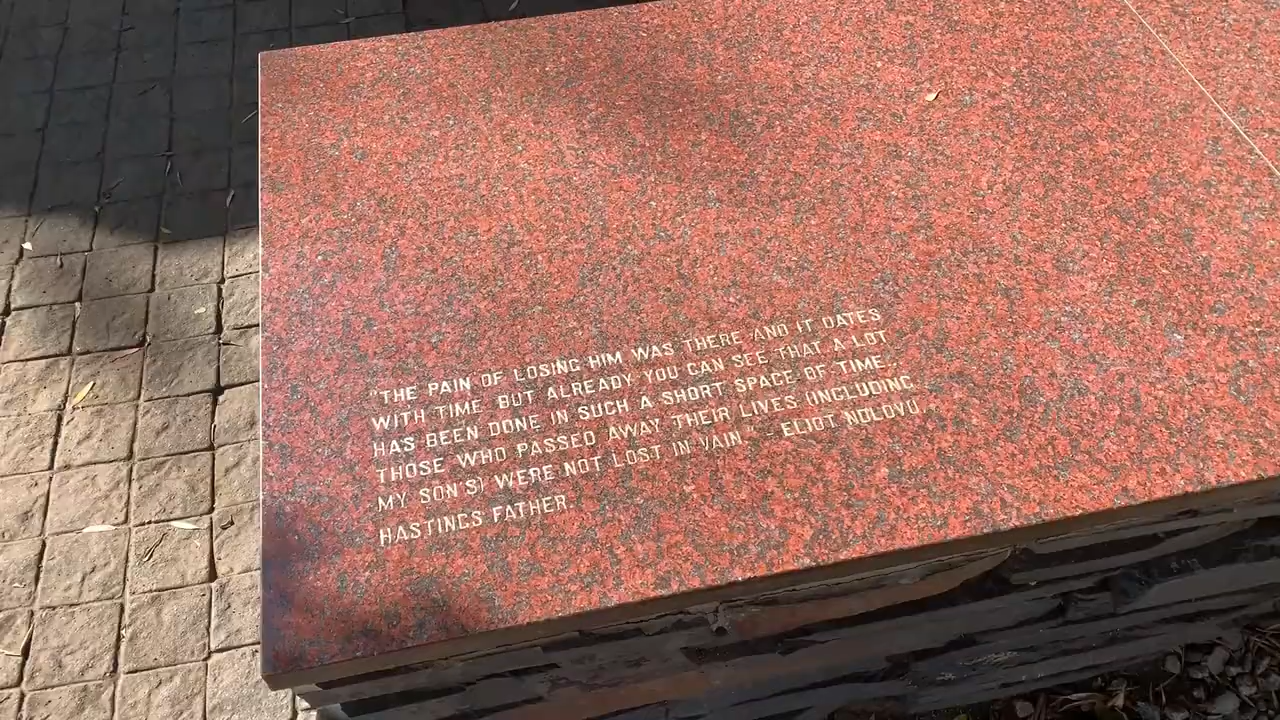 "THE PAIN OF LOSING HIM WAS THERE AND IT DATES
WITH TIME BUT ALREADY YOU CAN SEE THAT A LOT
HAS BEEN DONE IN SUCH A SHORT SPACE OF TIME..
THOSE WHO PASSED AWAY THEIR LIVES (INCLUDING
MY SON'S) WERE NOT LOST IN VAIN" - ELIOT NDLOVU
HASTINGS FATHER.